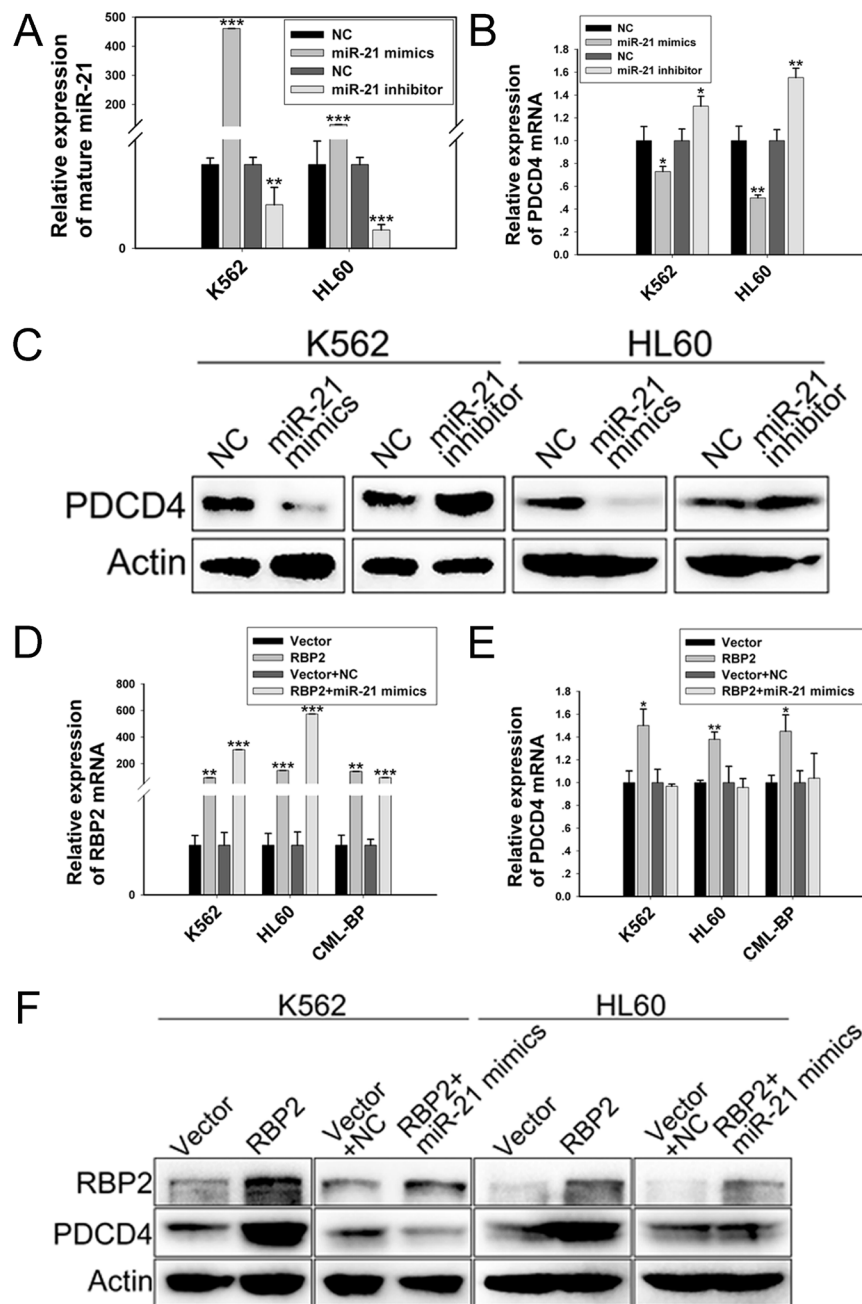 A
Relative expression
of mature miR-21
500
400
300
200
100
0
***
**
***
***
NC
miR-21 mimics
NC
miR-21 inhibitor
K562
HL60
B
Relative expression
of PDCD4 mRNA
1.8
1.6
1.4
1.2
1.0
.8
.6
.4
.2
0.0
NC
miR-21 mimics
NC
miR-21 inhibitor
*
*
**
**
K562
HL60
C
K562
HL60
NC
miR-21
mimics
NC
miR-21
inhibitor
NC
miR-21
mimics
NC
miR-21
inhibitor
PDCD4
Actin
D
Vector
RBP2
Vector+NC
RBP2+miR-21 mimics
Relative expression
of RBP2 mRNA
800
600
400
200
0
**
***
***
***
**
***
K562
HL60
CML-BP
E
Vector
RBP2
Vector+NC
RBP2+miR-21 mimics
Relative expression
of PDCD4 mRNA
1.8
1.6
1.4
1.2
1.0
.8
.6
.4
.2
0.0
*
**
*
K562
HL60
CML-BP
F
K562
HL60
Vector
RBP2
Vector
+NC
RBP2+
miR-21 mimics
Vector
RBP2
Vector
+NC
RBP2+
miR-21 mimics
RBP2
PDCD4
Actin